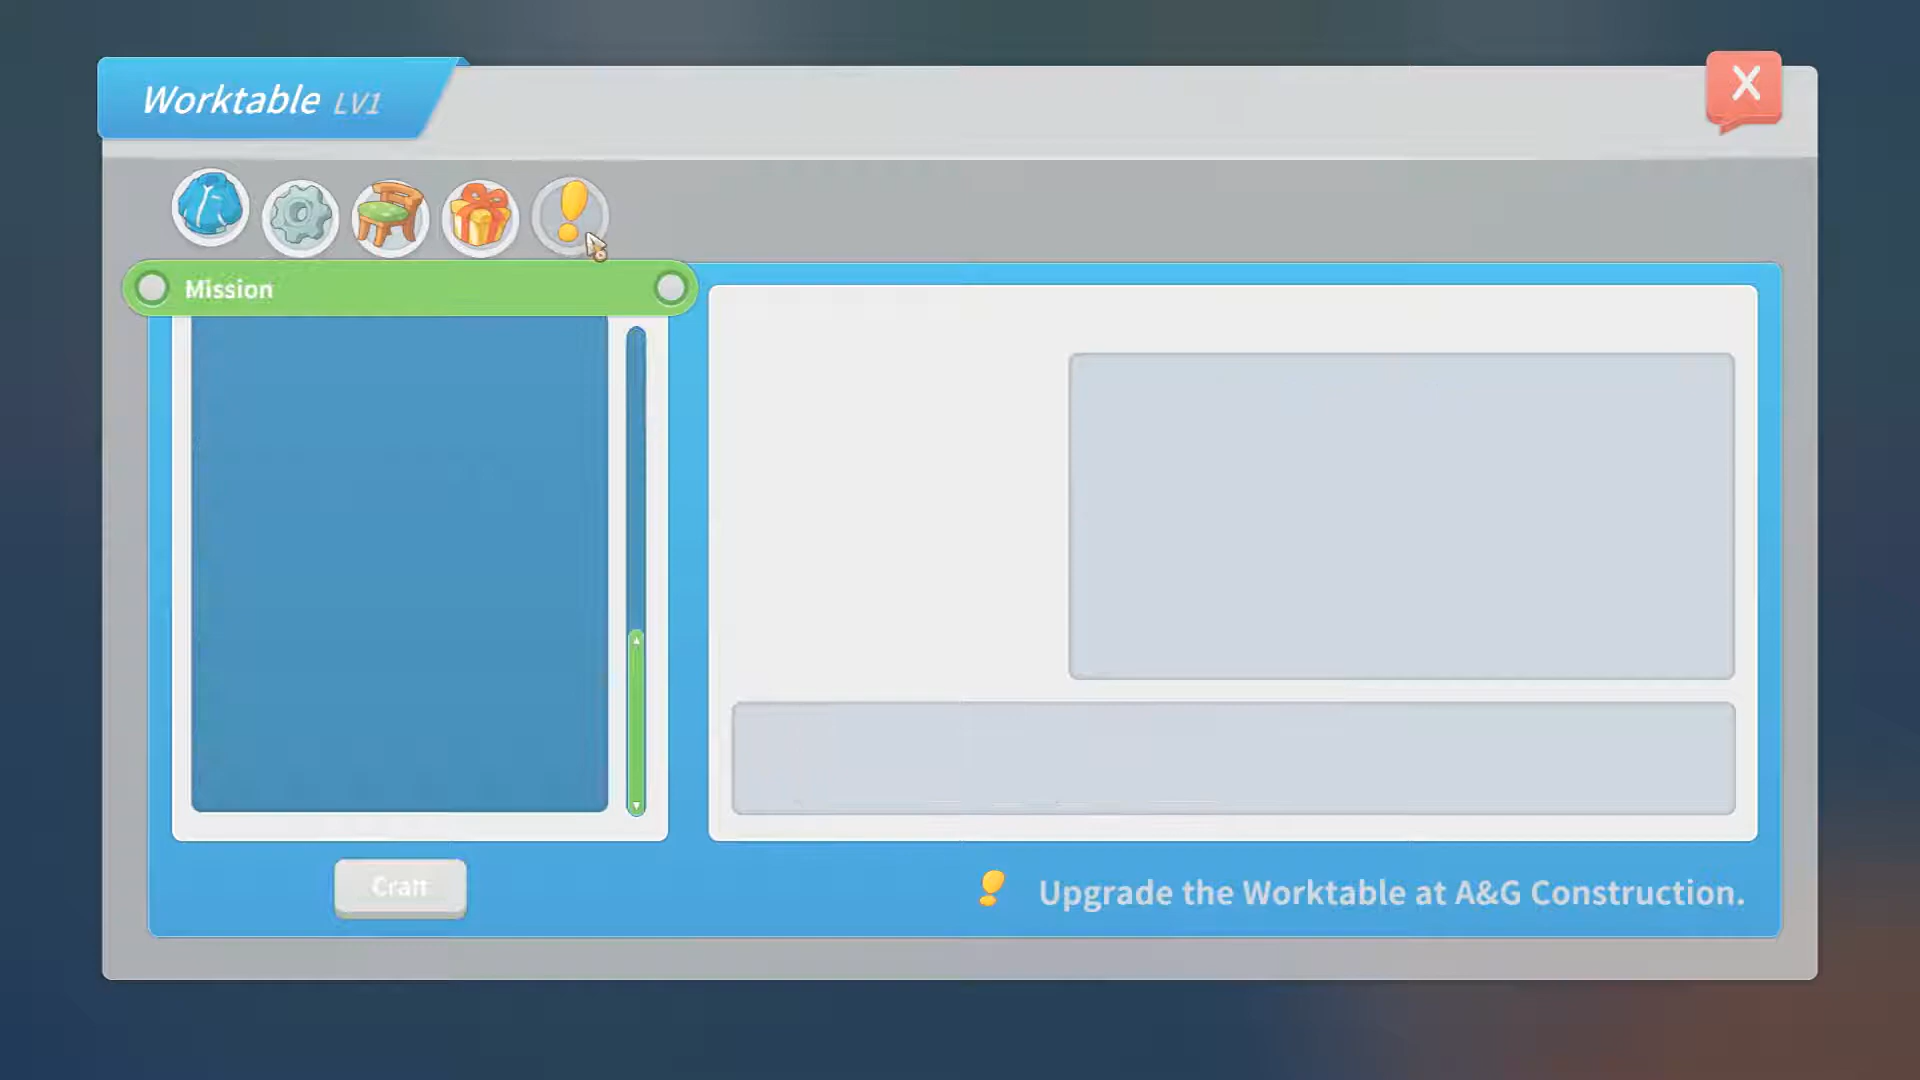 Worktable LV1
X
Mission
Craft
Upgrade the Worktable at A&G Construction.